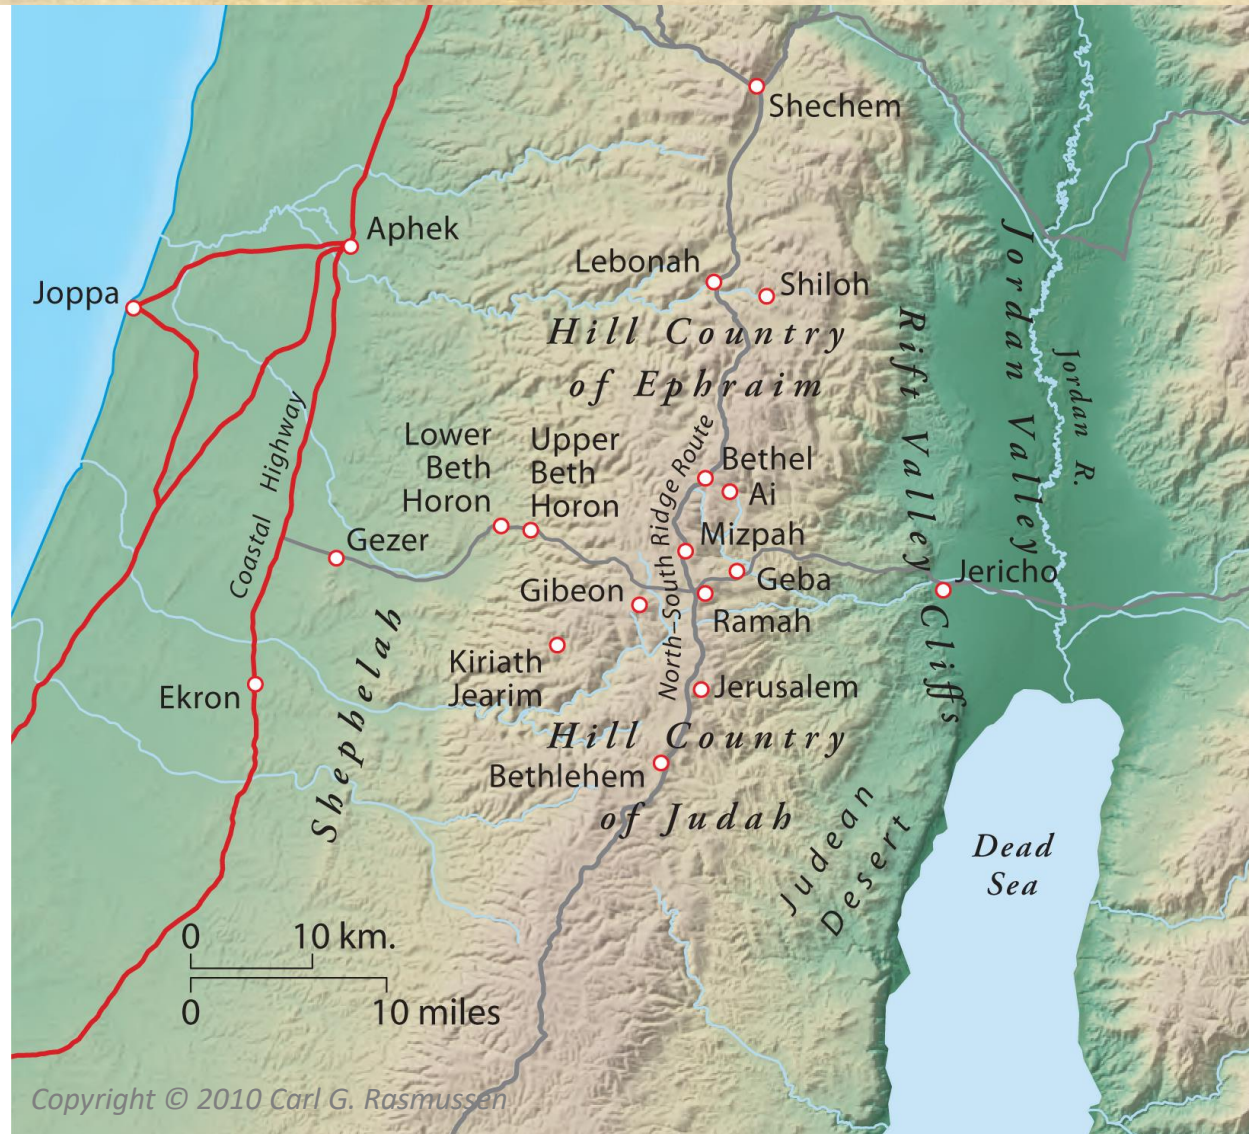 Shechem
Aphek
Lebonah
Shiloh
Joppa
Hill Country
of Ephraim
Rift Valley Cliffs
Jordan Valley
Jordan R.
Coastal Highway
Lower
Beth
Horon
Upper
Beth
Horon
North–South Ridge Route
Bethel
Ai
Mizpah
Gezer
Geba
Jericho
Gibeon
Ramah
Kiriath
Jearim
Shephelah
Ekron
Jerusalem
Hill Country
of Judah
Bethlehem
Judean
Desert
Dead
Sea
0 10 km.
0 10 miles
Copyright © 2010 Carl G. Rasmussen